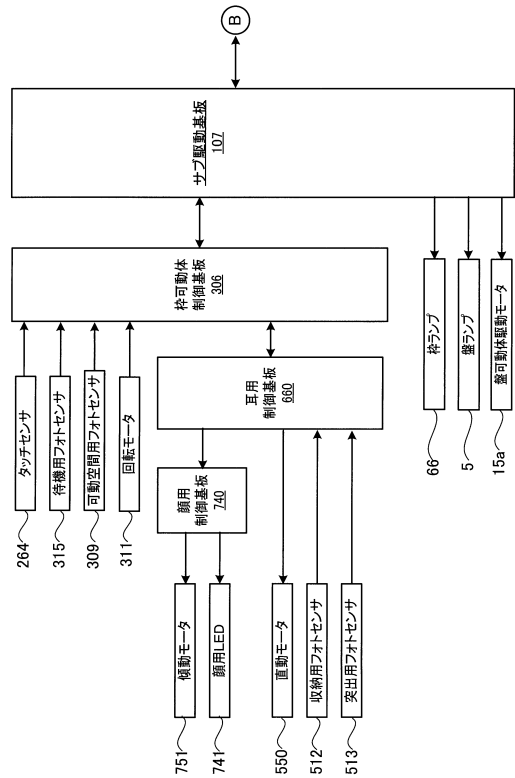 B
サブ駆動基板
107
枠可動体
制御基板
306
タッチセンサ
264
待機用フォトセンサ
315
可動空間用フォトセンサ
309
回転モータ
311
耳用
制御基板
660
顔用
制御基板
740
傾動モータ
751
顔用LED
741
直動モータ
550
収納用フォトセンサ
512
突出用フォトセンサ
513
枠ランプ
66
盤ランプ
5
盤可動体駆動モータ
15a